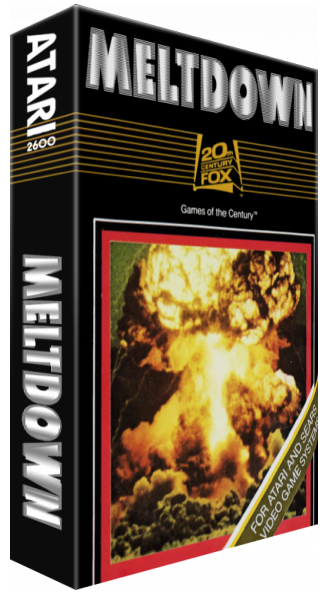 ATARI
2600
MELTDOWN
MELTDOWN
20th
CENTURY
FOX
Games of the Century™
FOR ATARI AND SEARS
VIDEO GAME SYSTEMS